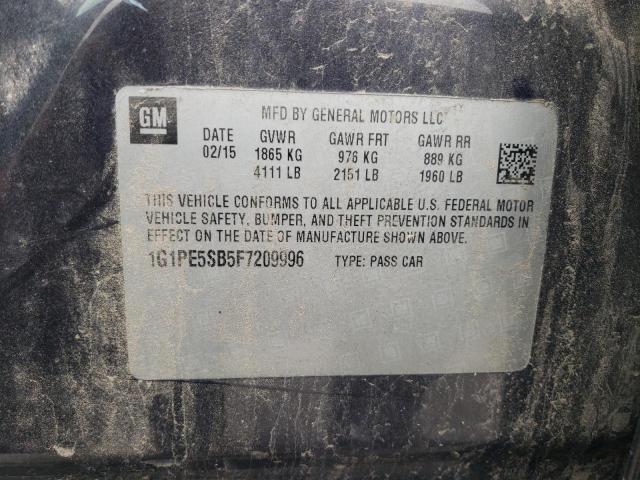 GM
MFD BY GENERAL MOTORS LLC
DATE GVWR GAWR FRT GAWR RR
02/15 1865 KG 976 KG 889 KG
4111 LB 2151 LB 1960 LB
THIS VEHICLE CONFORMS TO ALL APPLICABLE U.S. FEDERAL MOTOR
VEHICLE SAFETY, BUMPER, AND THEFT PREVENTION STANDARDS IN
EFFECT ON THE DATE OF MANUFACTURE SHOWN ABOVE.
1G1PE5SB5F7209996 TYPE: PASS CAR